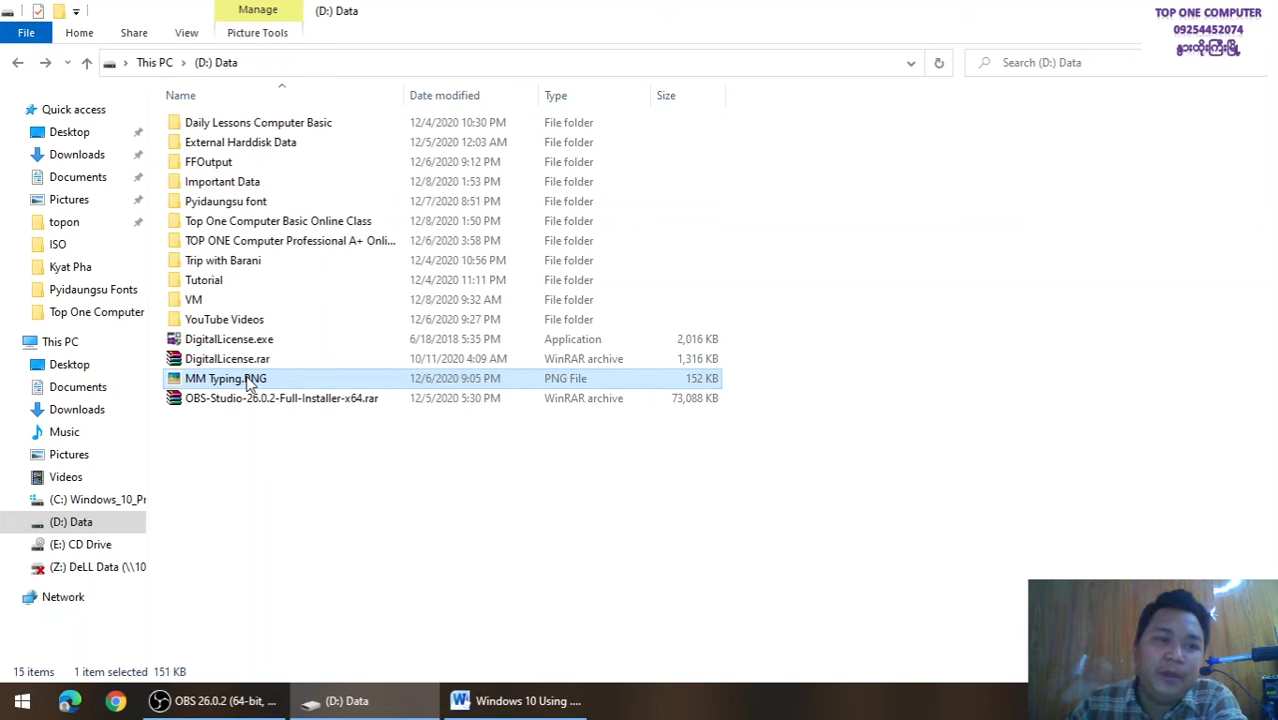 Manage
(D:) Data
TOP ONE COMPUTER
09254452074
နွားထိုးကြီးမြို့
File
Home
Share
View
Picture Tools
This PC
(D:) Data
Search (D:) Data
Name
Date modified
Type
Size
Quick access
Desktop
Downloads
Documents
Pictures
topon
ISO
Kyat Pha
Pyidaungsu Fonts
Top One Computer
This PC
Desktop
Documents
Downloads
Music
Pictures
Videos
(C:) Windows_10_Pr
(D:) Data
(E:) CD Drive
(Z:) DeLL Data (\\10
Network
Daily Lessons Computer Basic 12/4/2020 10:30 PM File folder
External Harddisk Data 12/5/2020 12:03 AM File folder
FFOutput 12/6/2020 9:12 PM File folder
Important Data 12/8/2020 1:53 PM File folder
Pyidaungsu font 12/7/2020 8:51 PM File folder
Top One Computer Basic Online Class 12/8/2020 1:50 PM File folder
TOP ONE Computer Professional A+ Onli... 12/6/2020 3:58 PM File folder
Trip with Barani 12/4/2020 10:56 PM File folder
Tutorial 12/4/2020 11:11 PM File folder
VM 12/8/2020 9:32 AM File folder
YouTube Videos 12/6/2020 9:27 PM File folder
DigitalLicense.exe 6/18/2018 5:35 PM Application 2,016 KB
DigitalLicense.rar 10/11/2020 4:09 AM WinRAR archive 1,316 KB
MM Typing.PNG 12/6/2020 9:05 PM PNG File 152 KB
OBS-Studio-26.0.2-Full-Installer-x64.rar 12/5/2020 5:30 PM WinRAR archive 73,088 KB
15 items 1 item selected 151 KB
OBS 26.0.2 (64-bit, ...
(D:) Data
Windows 10 Using ....